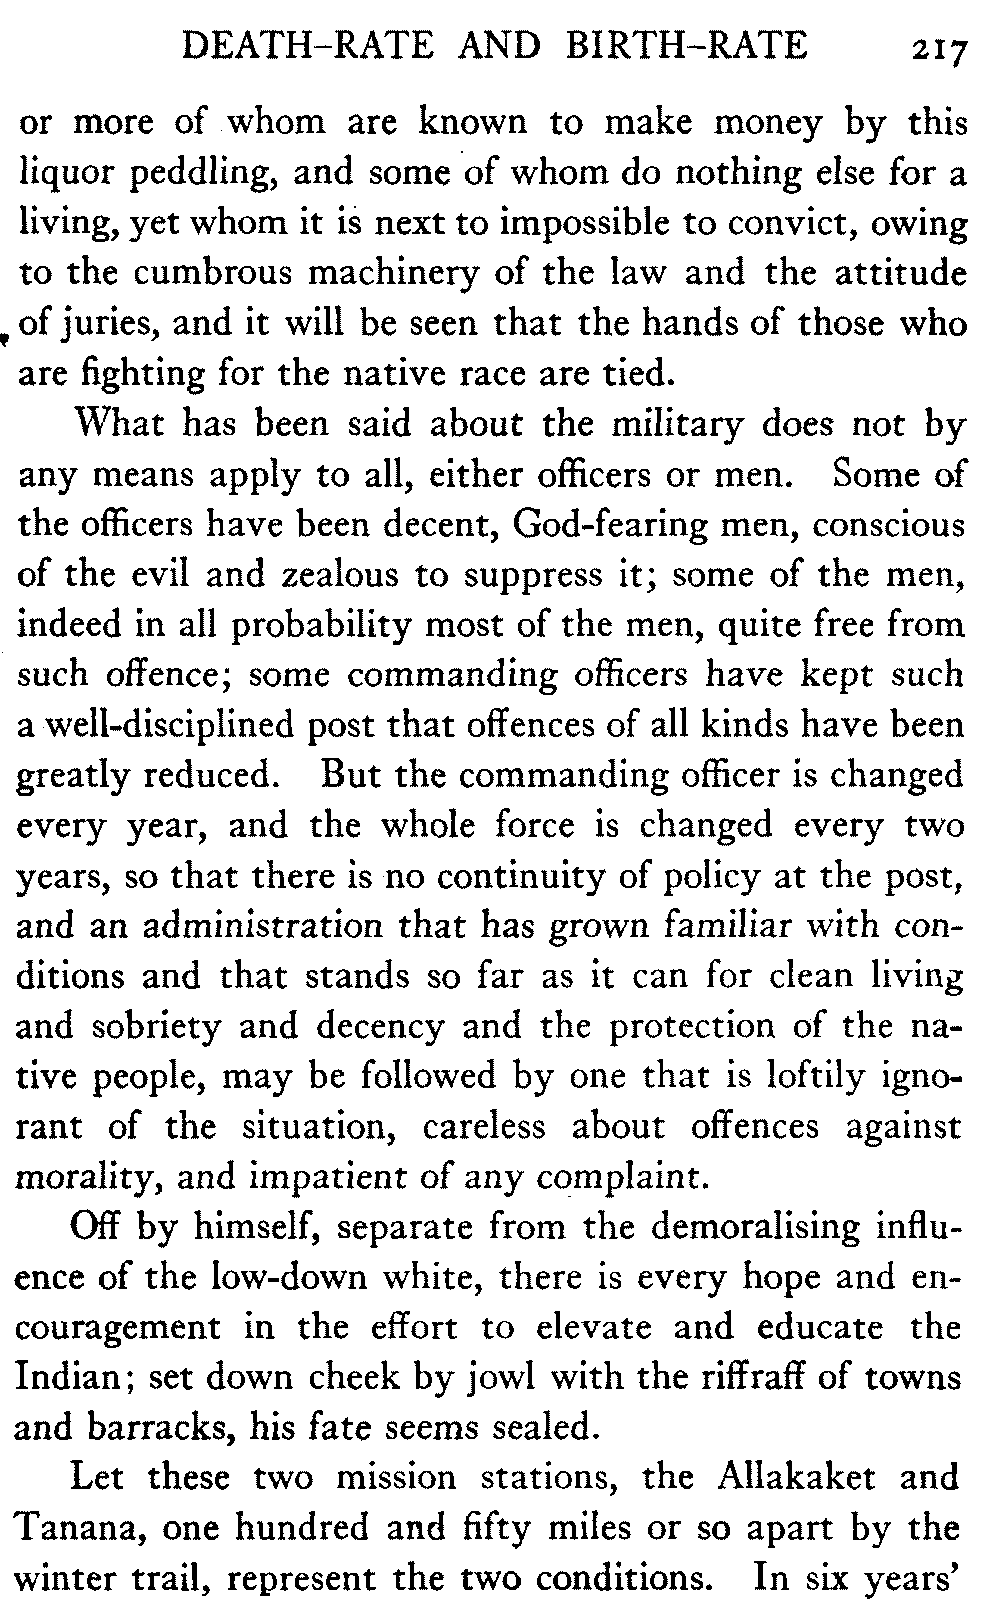 DEATH-RATE AND BIRTH-RATE 217
or more of whom are known to make money by this
liquor peddling, and some of whom do nothing else for a
living, yet whom it is next to impossible to convict, owing
to the cumbrous machinery of the law and the attitude
of juries, and it will be seen that the hands of those who
are fighting for the native race are tied.
What has been said about the military does not by
any means apply to all, either officers or men. Some of
the officers have been decent, God-fearing men, conscious
of the evil and zealous to suppress it; some of the men,
indeed in all probability most of the men, quite free from
such offence; some commanding officers have kept such
a well-disciplined post that offences of all kinds have been
greatly reduced. But the commanding officer is changed
every year, and the whole force is changed every two
years, so that there is no continuity of policy at the post,
and an administration that has grown familiar with con-
ditions and that stands so far as it can for clean living
and sobriety and decency and the protection of the na-
tive people, may be followed by one that is loftily igno-
rant of the situation, careless about offences against
morality, and impatient of any complaint.
Off by himself, separate from the demoralising influ-
ence of the low-down white, there is every hope and en-
couragement in the effort to elevate and educate the
Indian; set down cheek by jowl with the riffraff of towns
and barracks, his fate seems sealed.
Let these two mission stations, the Allakaket and
Tanana, one hundred and fifty miles or so apart by the
winter trail, represent the two conditions. In six years'